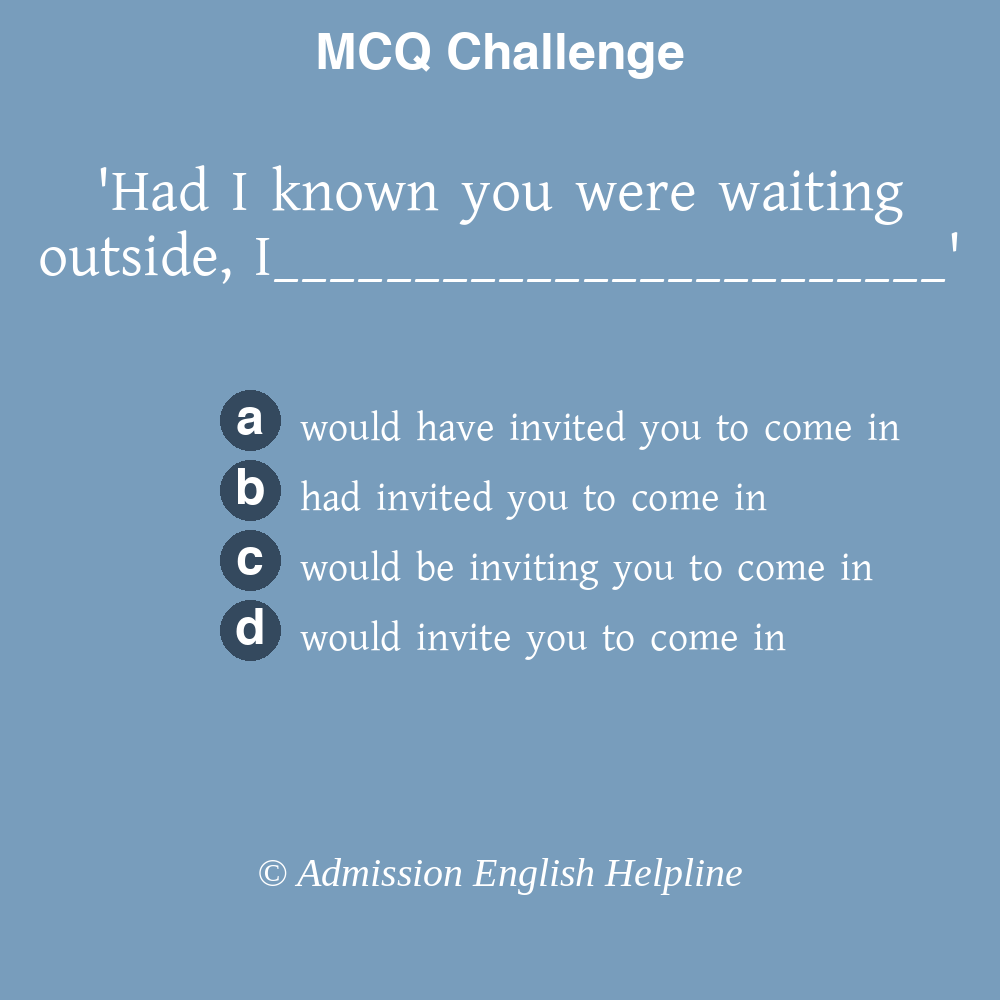 MCQ Challenge
'Had I known you were waiting
outside, I________________________'
a would have invited you to come in
b had invited you to come in
c would be inviting you to come in
d would invite you to come in
© Admission English Helpline